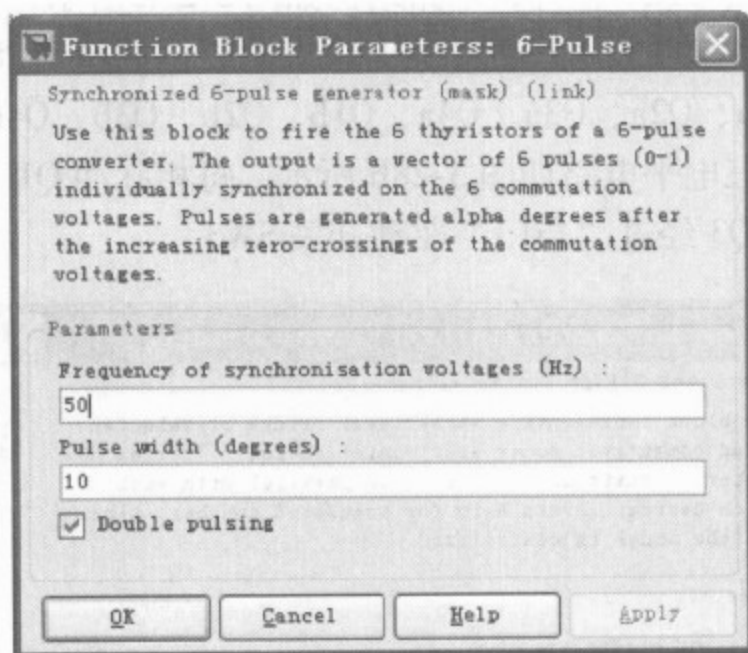 Function Block Parameters: 6-Pulse
Synchronized 6-pulse generator (mask) (link)
Use this block to fire the 6 thyristors of a 6-pulse
converter. The output is a vector of 6 pulses (0-1)
individually synchronized on the 6 commutation
voltages. Pulses are generated alpha degrees after
the increasing zero-crossings of the commutation
voltages.
Parameters
Frequency of synchronisation voltages (Hz) :
50
Pulse width (degrees) :
10
Double pulsing
OK
Cancel
Help
Apply